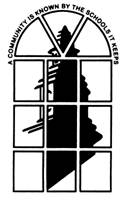 A COMMUNITY IS KNOWN BY THE SCHOOLS IT KEEPS